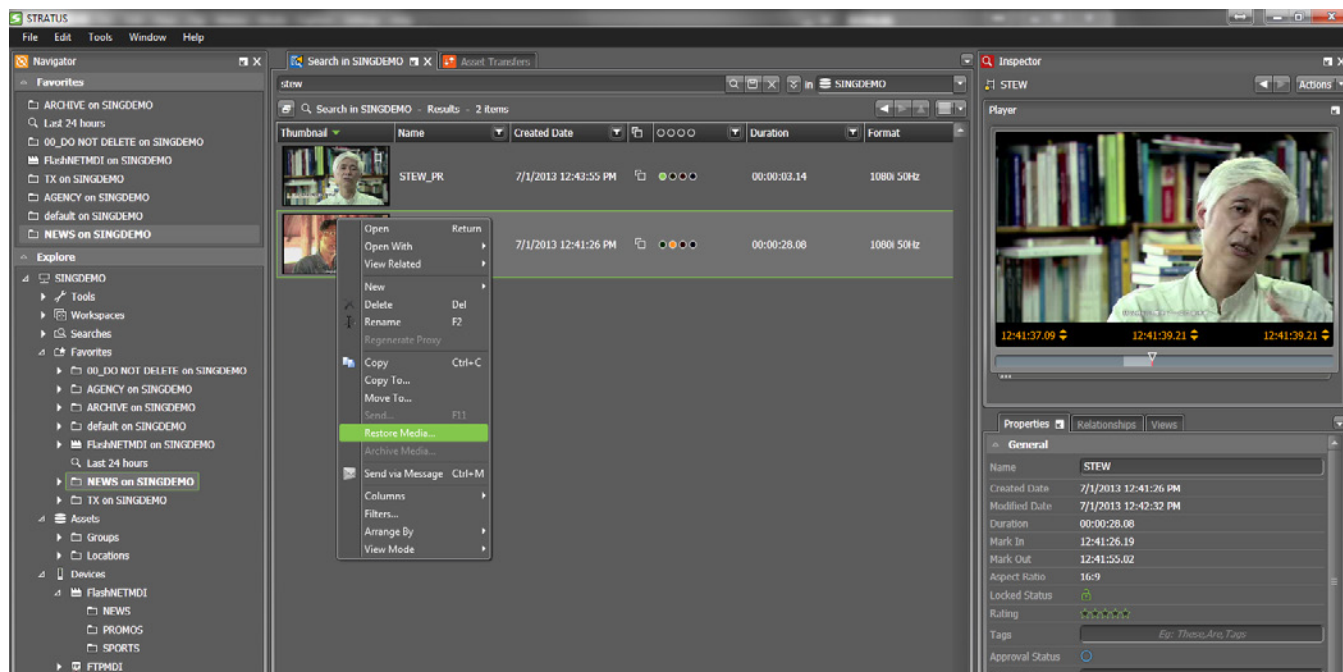 STRATUS
File Edit Tools Window Help
Navigator
Favorites
ARCHIVE on SINGDEMO
Last 24 hours
00_DO NOT DELETE on SINGDEMO
FlashNETMDI on SINGDEMO
TX on SINGDEMO
AGENCY on SINGDEMO
default on SINGDEMO
NEWS on SINGDEMO
Explore
SINGDEMO
Tools
Workspaces
Searches
Favorites
00_DO NOT DELETE on SINGDEMO
AGENCY on SINGDEMO
ARCHIVE on SINGDEMO
default on SINGDEMO
FlashNETMDI on SINGDEMO
Last 24 hours
NEWS on SINGDEMO
TX on SINGDEMO
Assets
Groups
Locations
Devices
FlashNETMDI
NEWS
PROMOS
SPORTS
FTPMDI
Search in SINGDEMO Asset Transfers
stew in SINGDEMO
Search in SINGDEMO - Results - 2 items
Thumbnail Name Created Date Duration Format
STEW_PR 7/1/2013 12:43:55 PM 00:00:03.14 1080i 50Hz
7/1/2013 12:41:26 PM 00:00:28.08 1080i 50Hz
Open Return
Open With
View Related
New
Delete Del
Rename F2
Regenerate Proxy
Copy Ctrl+C
Copy To...
Move To...
Send... F11
Restore Media...
Archive Media...
Send via Message Ctrl+M
Columns
Filters...
Arrange By
View Mode
Inspector
STEW Actions
Player
12:41:37.09 12:41:39.21 12:41:39.21
Properties Relationships Views
General
Name STEW
Created Date 7/1/2013 12:41:26 PM
Modified Date 7/1/2013 12:42:32 PM
Duration 00:00:28.08
Mark In 12:41:26.19
Mark Out 12:41:55.02
Aspect Ratio 16:9
Locked Status
Rating
Tags Eg: These,Are,Tags
Approval Status